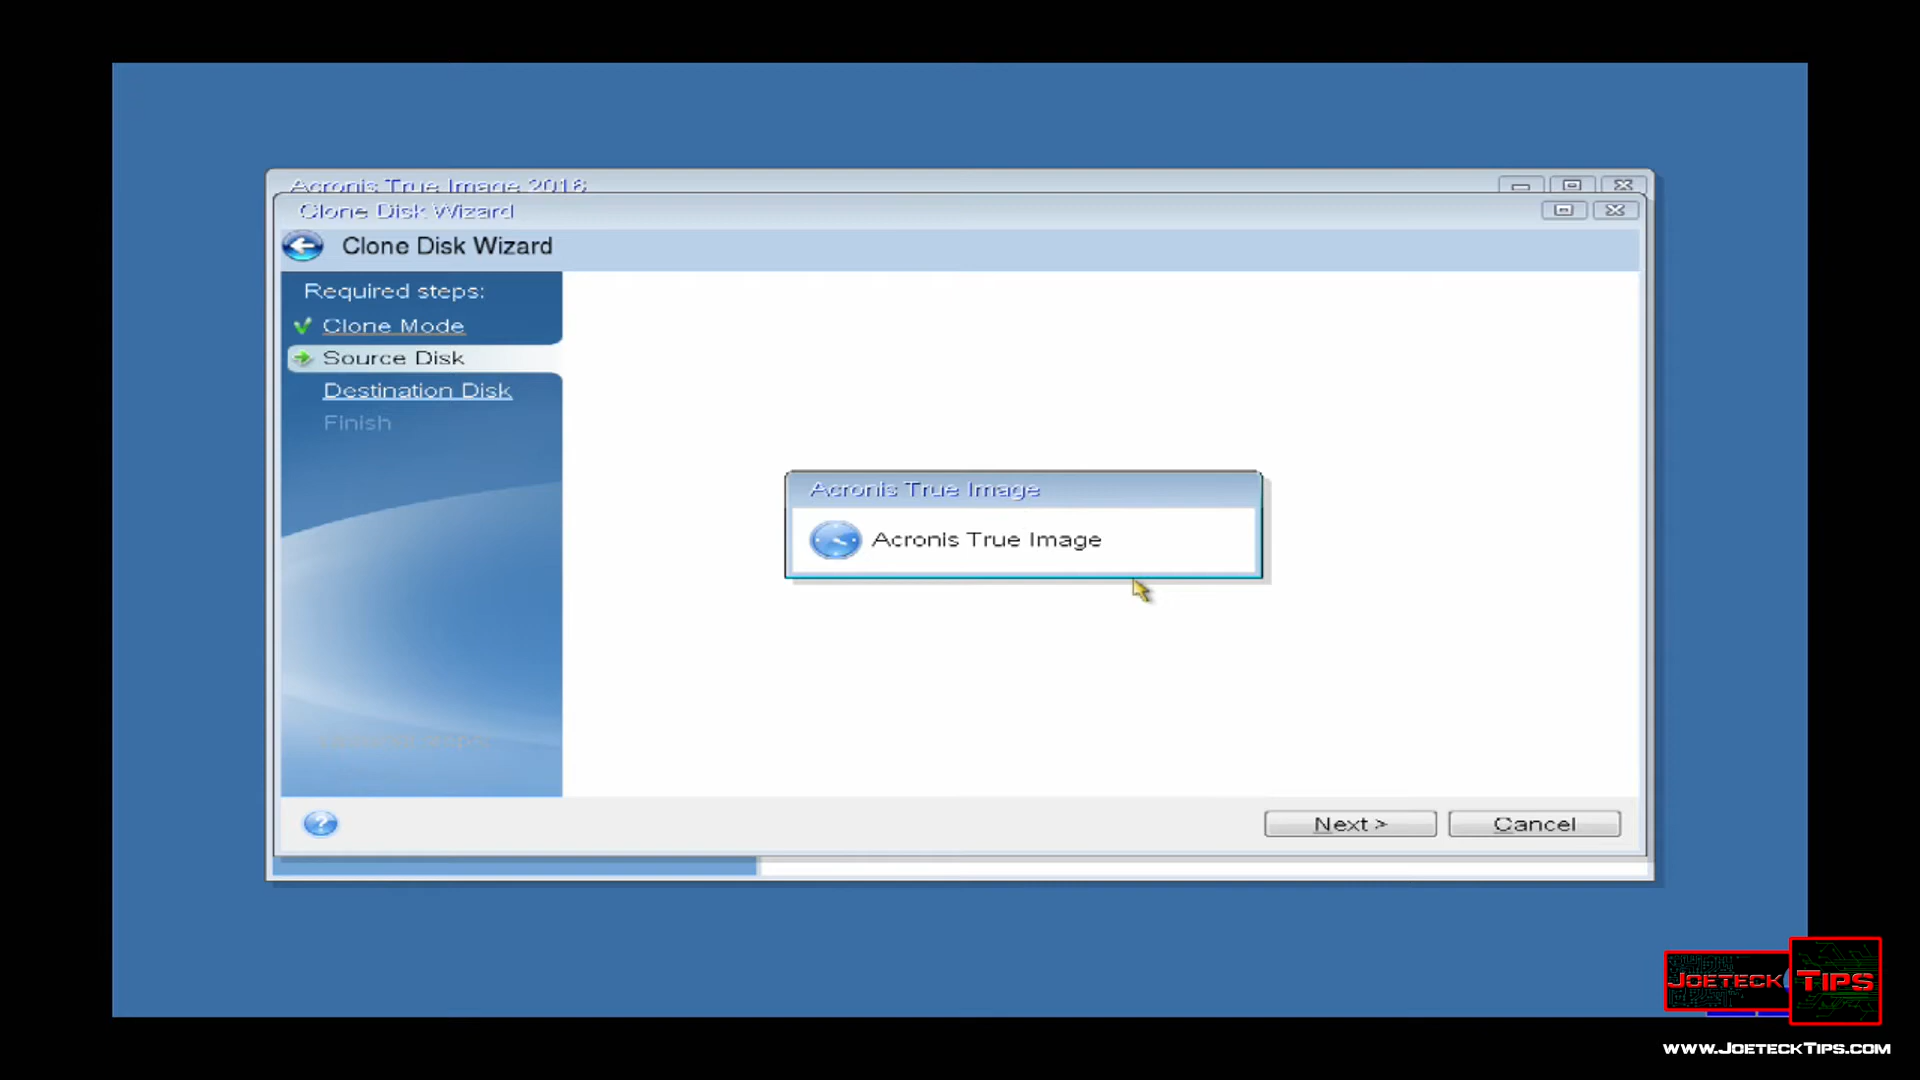 Acronis True Image 2016
Clone Disk Wizard
Clone Disk Wizard
Required steps:
Clone Mode
Source Disk
Destination Disk
Finish
Acronis True Image
Acronis True Image
?
Next >
Cancel
JOETECK TIPS
WWW.JOETECKTIPS.COM